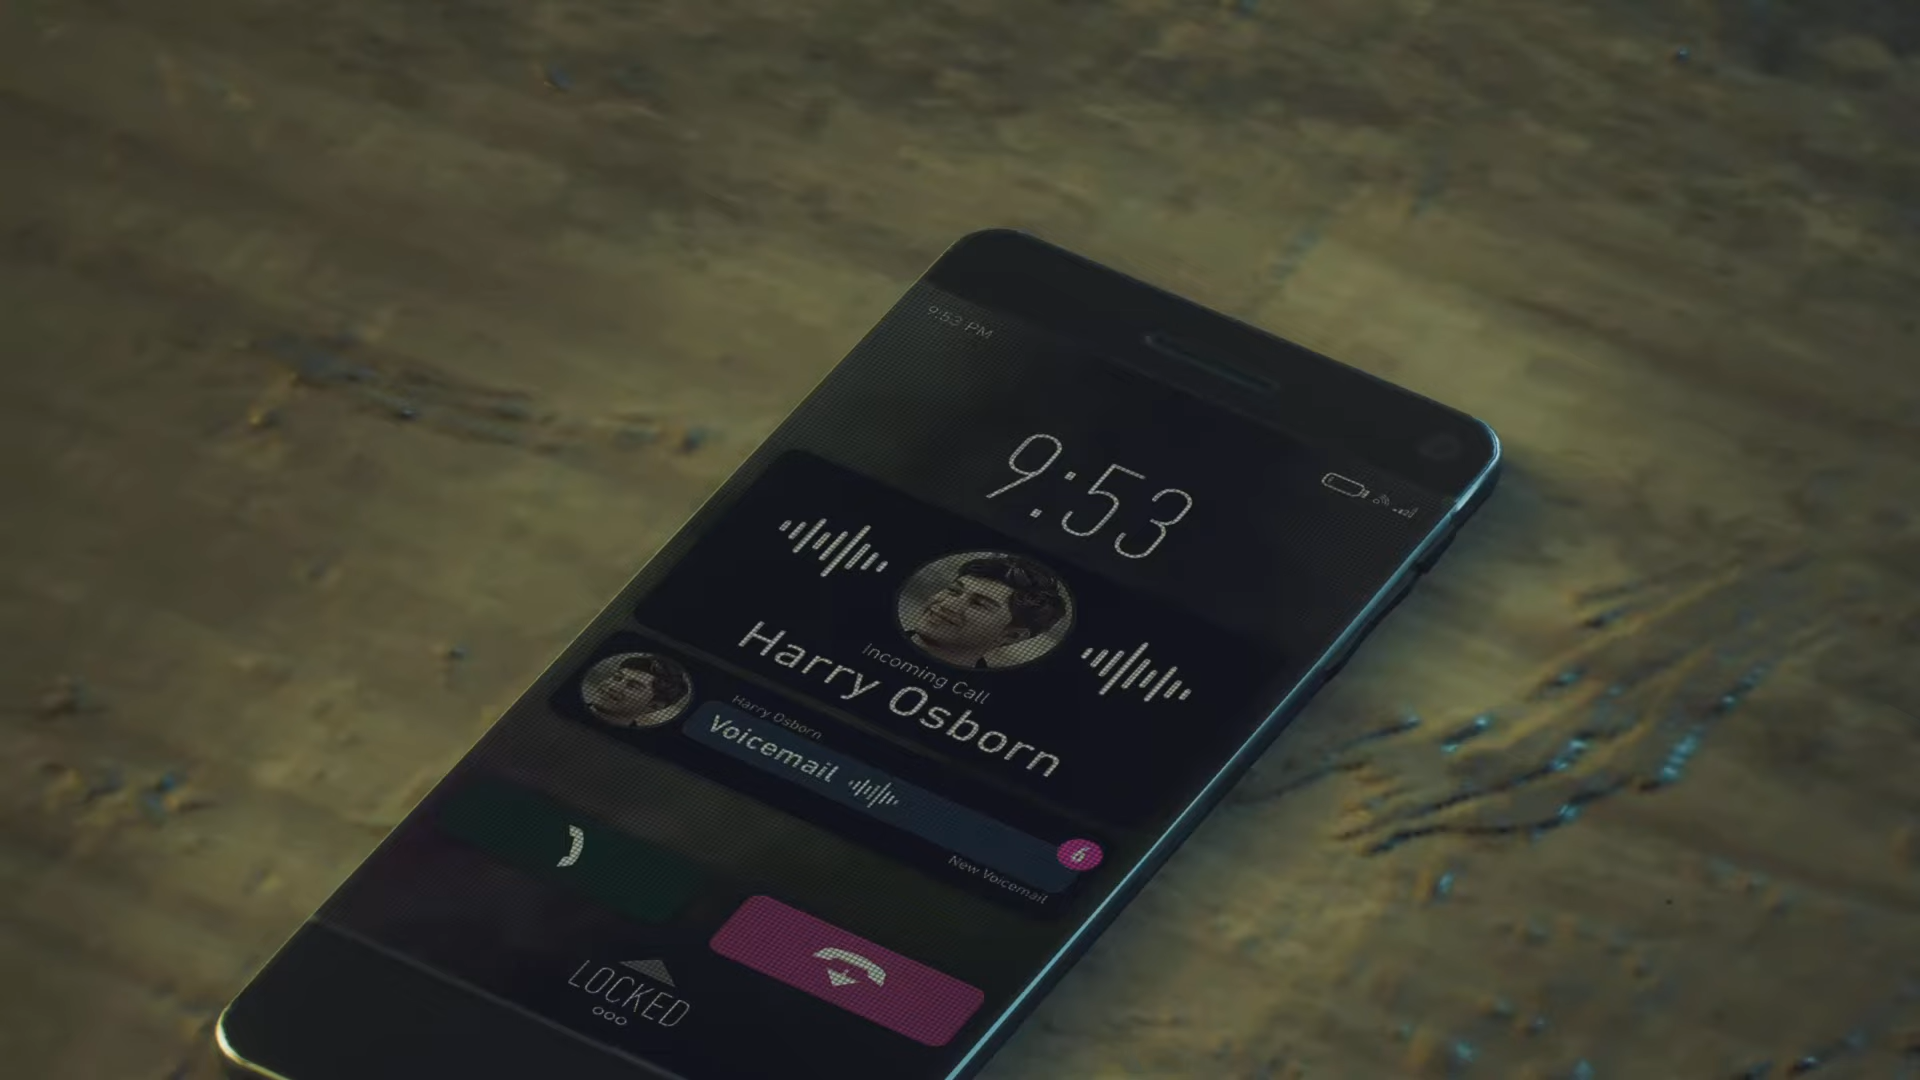 9:53 PM
9:53
Incoming Call
Harry Osborn
Harry Osborn
Voicemail
6
New Voicemail
LOCKED